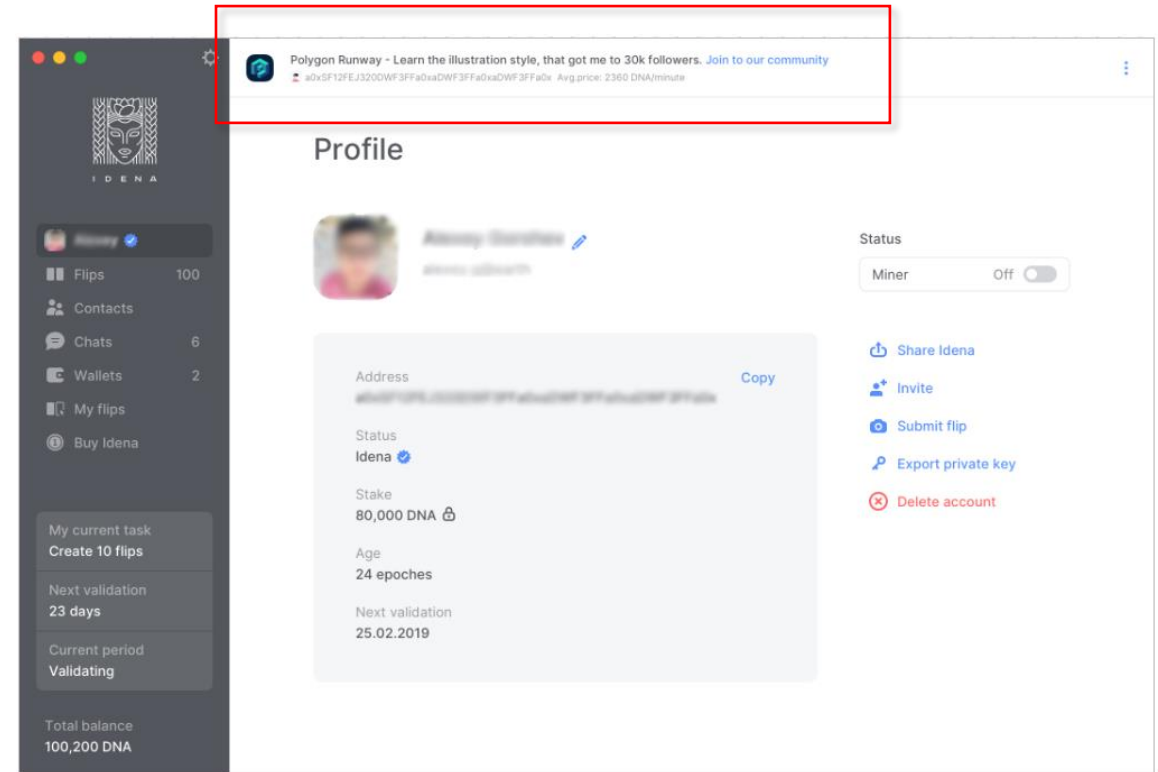 Polygon Runway - Learn the illustration style, that got me to 30k followers. Join to our community
a0x5F12FEJ320DWF3FFa0xaDWF3FFa0xaDWF3FFa0x Avg.price: 2360 DNA/minute
IDENA
Flips 100
Contacts
Chats 6
Wallets 2
My flips
Buy Idena
My current task
Create 10 flips
Next validation
23 days
Current period
Validating
Total balance
100,200 DNA
Profile
Address Copy
Status
Idena
Stake
80,000 DNA
Age
24 epoches
Next validation
25.02.2019
Status
Miner Off
Share Idena
Invite
Submit flip
Export private key
Delete account